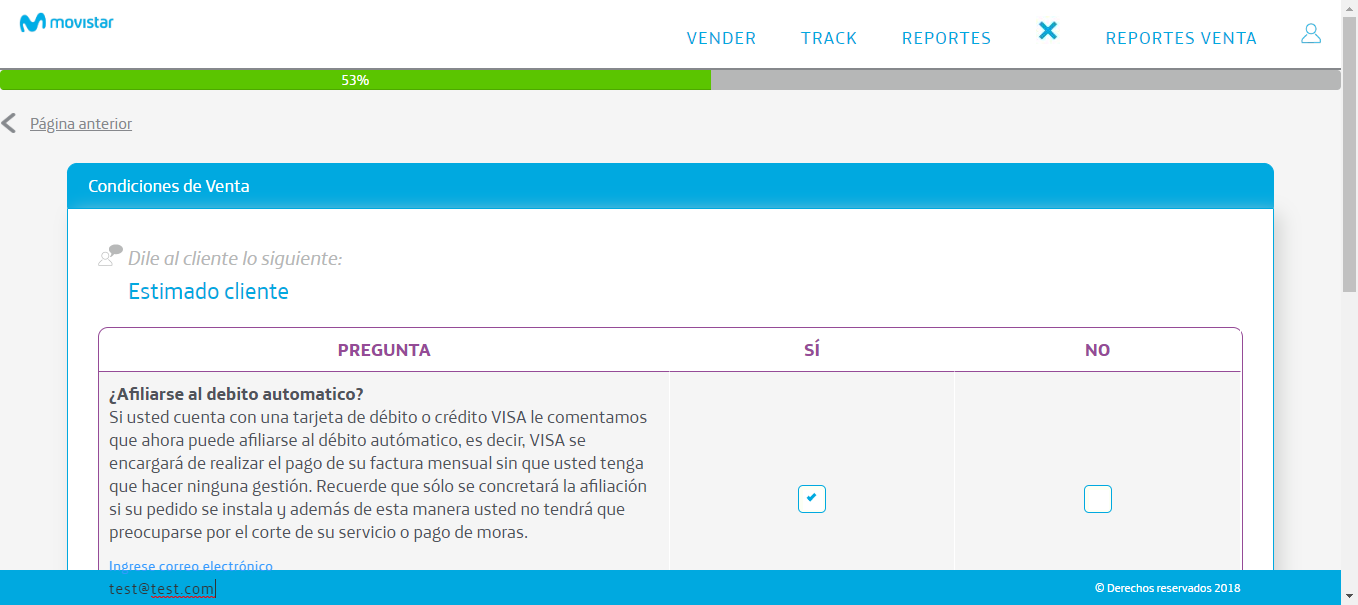 movistar
VENDER TRACK REPORTES REPORTES VENTA
53%
Página anterior
Condiciones de Venta
Dile al cliente lo siguiente:
Estimado cliente
PREGUNTA SÍ NO
¿Afiliarse al debito automatico?
Si usted cuenta con una tarjeta de débito o crédito VISA le comentamos
que ahora puede afiliarse al débito autómatico, es decir, VISA se
encargará de realizar el pago de su factura mensual sin que usted tenga
que hacer ninguna gestión. Recuerde que sólo se concretará la afiliación
si su pedido se instala y además de esta manera usted no tendrá que
preocuparse por el corte de su servicio o pago de moras.
Ingrese correo electrónico
test@test.com
© Derechos reservados 2018